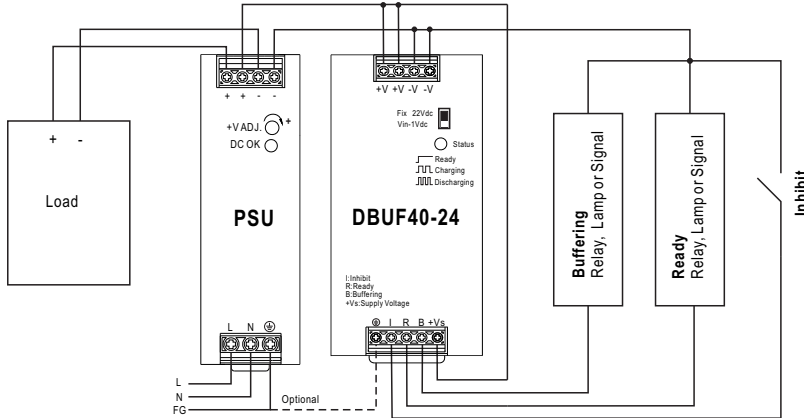 +V +V -V -V
+ + - -
Fix 22Vdc
Vin-1Vdc
+V ADJ. +
DC OK
Status
Ready
Charging
Discharging
+ -
Load
PSU
DBUF40-24
Buffering
Relay, Lamp or Signal
Ready
Relay, Lamp or Signal
Inhibit
I:Inhibit
R:Ready
B:Buffering
+Vs:Supply Voltage
L N
I R B +Vs
L
N
FG
Optional